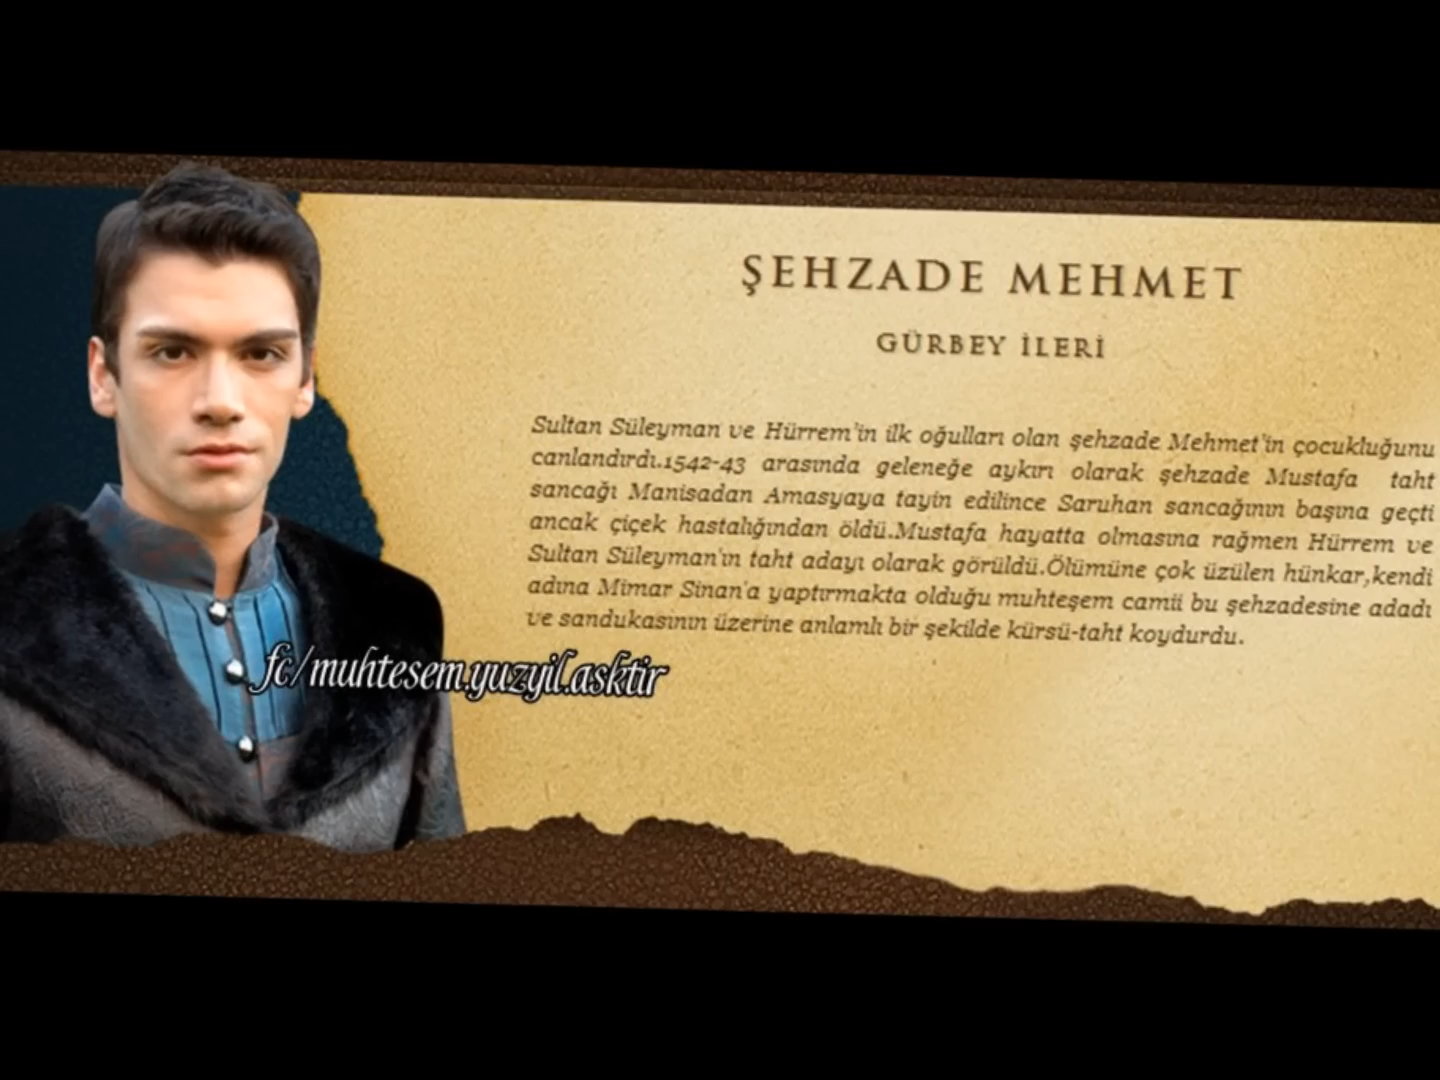 ŞEHZADE MEHMET
GÜRBEY İLERİ
Sultan Süleyman ve Hürrem'in ilk oğulları olan şehzade Mehmet'in çocukluğunu
canlandırdı.1542-43 arasında geleneğe aykırı olarak şehzade Mustafa taht
sancağı Manisadan Amasyaya tayin edilince Saruhan sancağının başına geçti
ancak çiçek hastalığından öldü.Mustafa hayatta olmasına rağmen Hürrem ve
Sultan Süleyman'ın taht adayı olarak görüldü.Ölümüne çok üzülen hünkar,kendi
adına Mimar Sinan'a yaptırmakta olduğu muhteşem camii bu şehzadesine adadı
ve sandukasının üzerine anlamlı bir şekilde kürsü-taht koydurdu.
fc/muhtesem.yuzyil.asktir